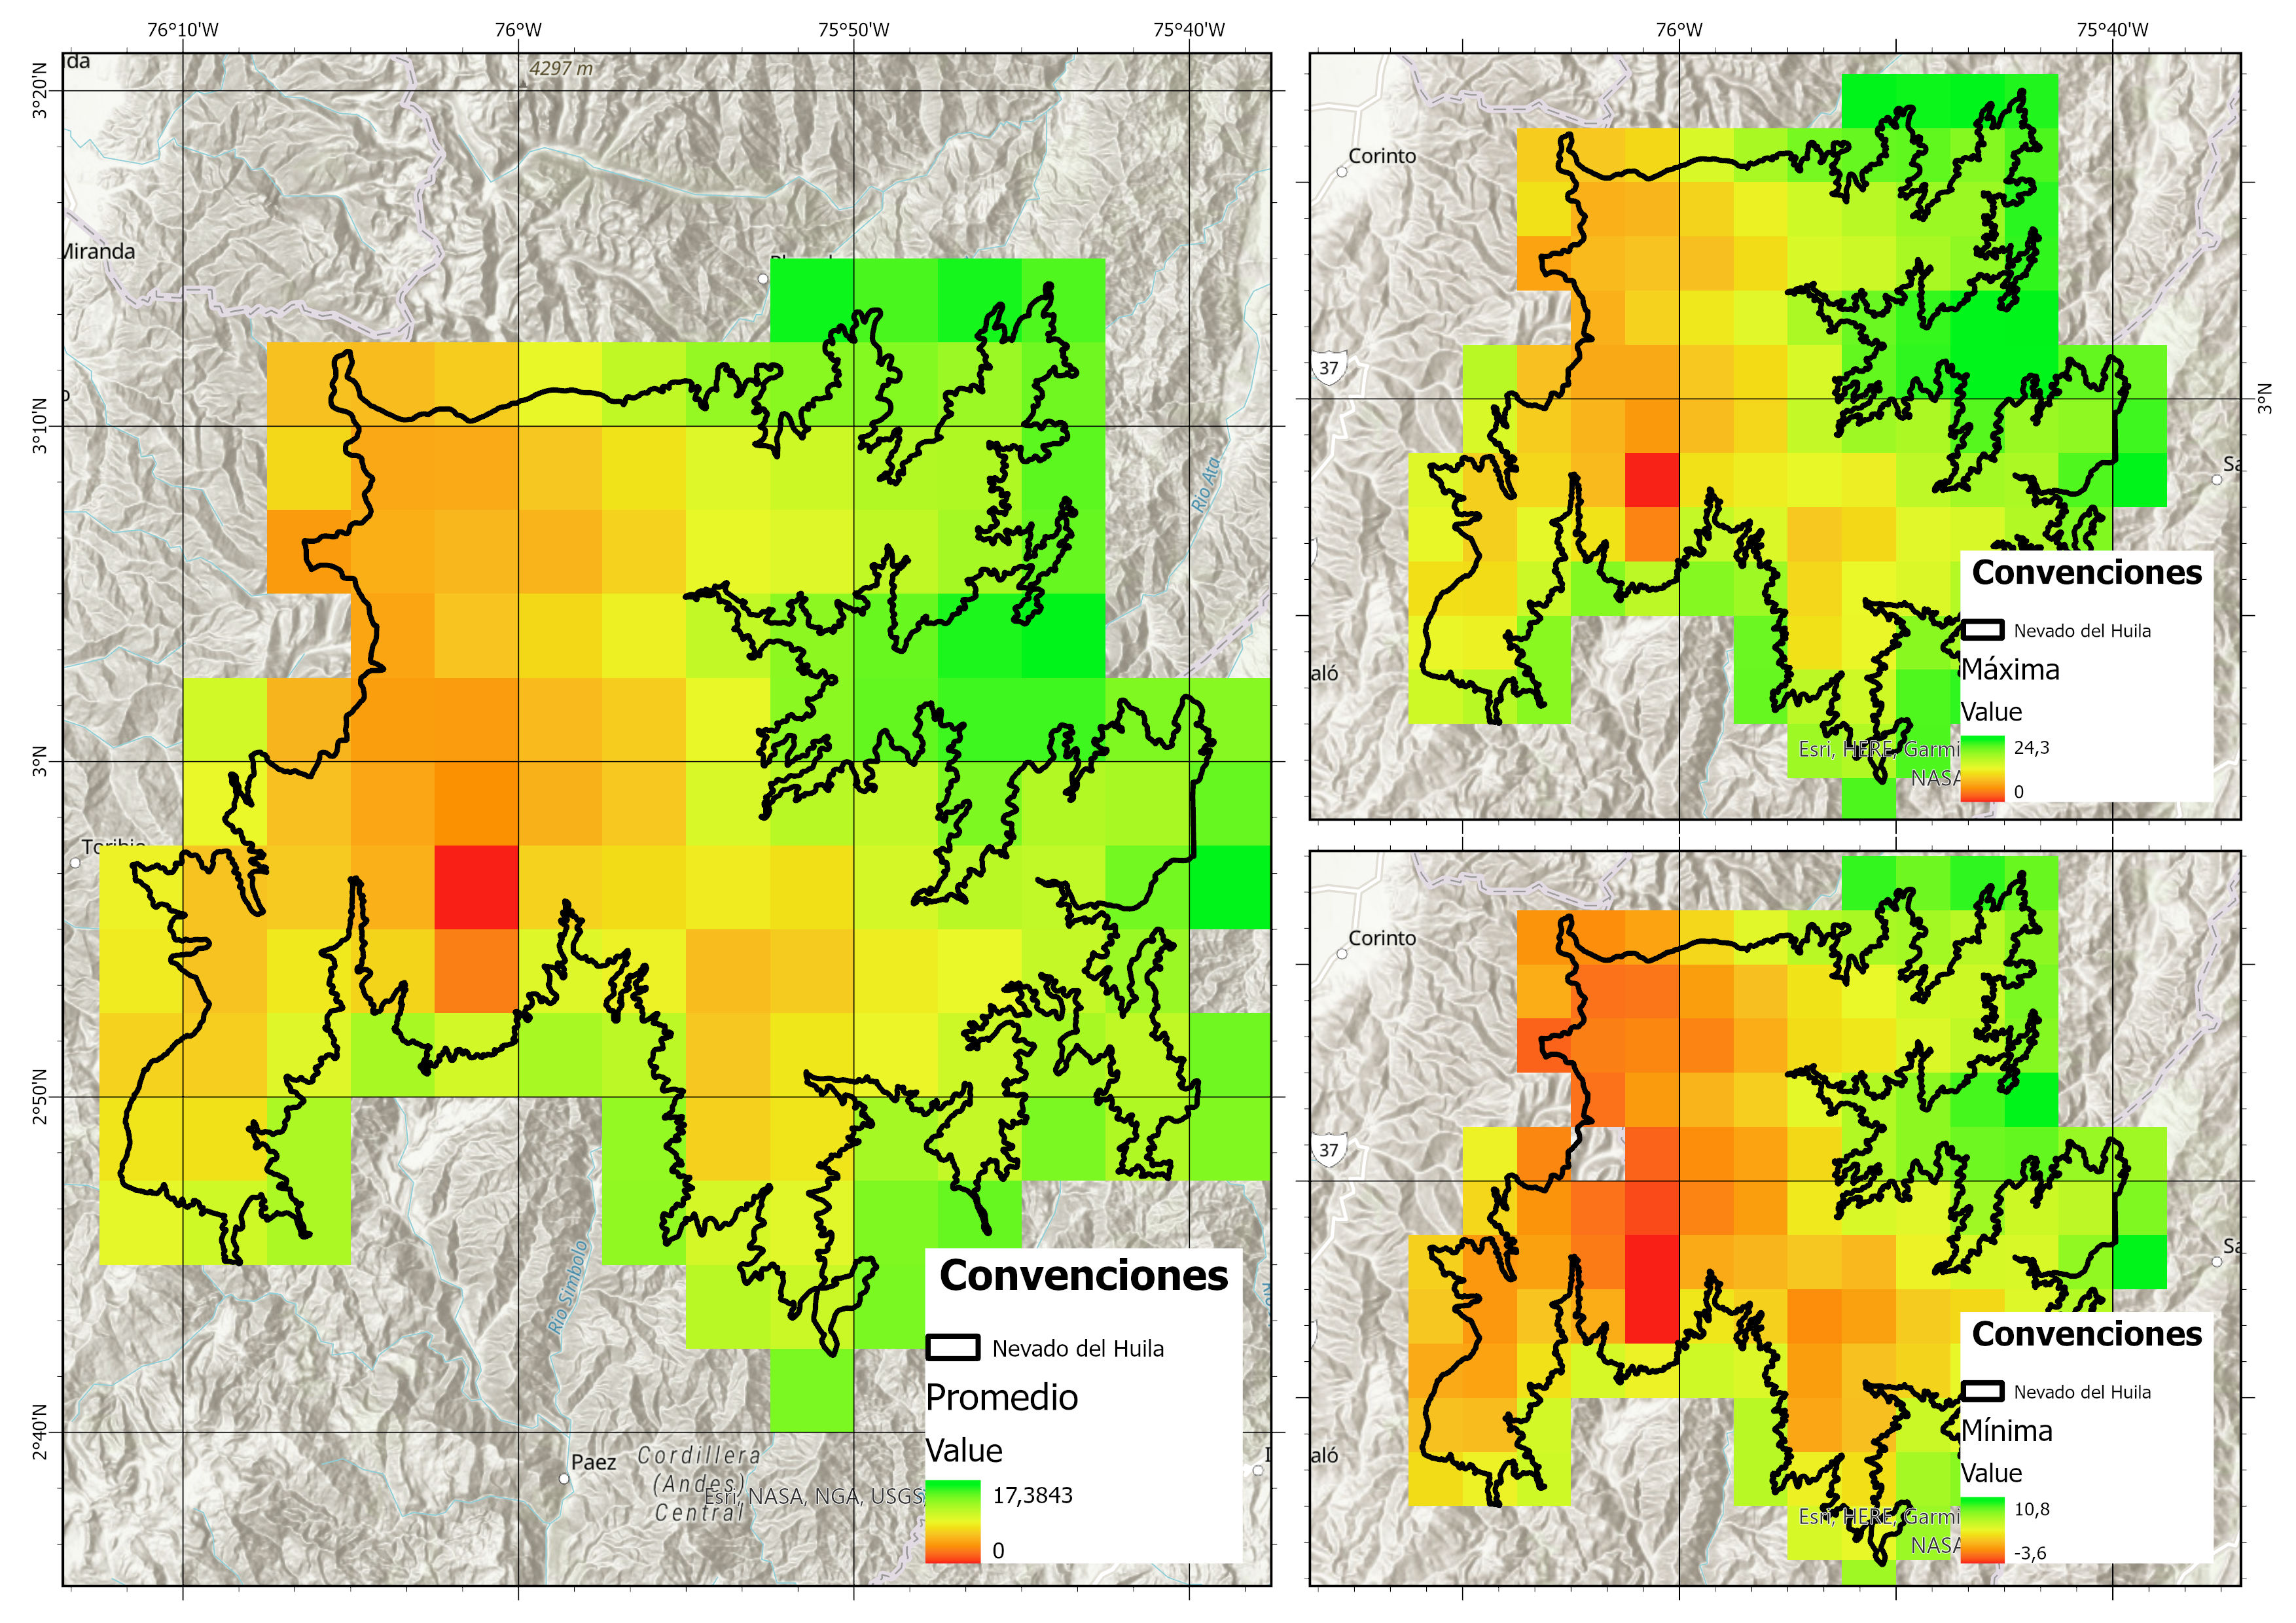 76°10'W 76°W 75°50'W 75°40'W
3°20'N
3°10'N
3°N
2°50'N
2°40'N
da
4297 m
Miranda
Rio Ata
Toribio
Rio Simbolo
Paez
Cordillera
(Andes)
Central
Esri, NASA, NGA, USGS
Convenciones
Nevado del Huila
Promedio
Value
17,3843
0
76°W 75°40'W
3°N
Corinto
37
aló
Sa
Esri, HERE, Garmi
NASA
Convenciones
Nevado del Huila
Máxima
Value
24,3
0
Corinto
37
aló
Sa
Esri, HERE, Garmi
NASA
Convenciones
Nevado del Huila
Mínima
Value
10,8
-3,6